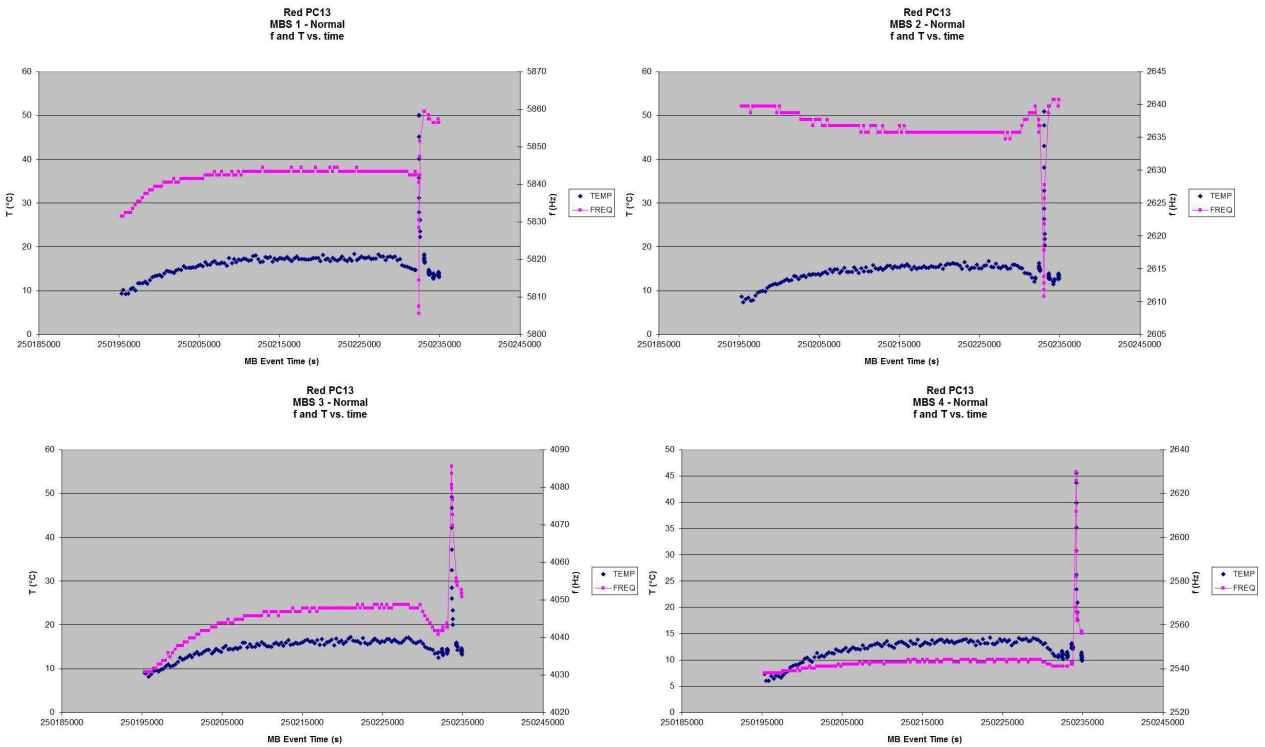 Red PC13
MBS 1 - Normal
f and T vs. time
60
50
40
30
20
10
0
T (°C)
5870
5860
5850
5840
5830
5820
5810
5800
f (Hz)
TEMP
FREQ
250185000 250195000 250205000 250215000 250225000 250235000 250245000
MB Event Time (s)
Red PC13
MBS 2 - Normal
f and T vs. time
60
50
40
30
20
10
0
T (°C)
2645
2640
2635
2630
2625
2620
2615
2610
2605
f (Hz)
TEMP
FREQ
250185000 250195000 250205000 250215000 250225000 250235000 250245000
MB Event Time (s)
Red PC13
MBS 3 - Normal
f and T vs. time
60
50
40
30
20
10
0
T (°C)
4090
4080
4070
4060
4050
4040
4030
4020
f (Hz)
TEMP
FREQ
250185000 250195000 250205000 250215000 250225000 250235000 250245000
MB Event Time (s)
Red PC13
MBS 4 - Normal
f and T vs. time
50
45
40
35
30
25
20
15
10
5
0
T (°C)
2640
2620
2600
2580
2560
2540
2520
f (Hz)
TEMP
FREQ
250185000 250195000 250205000 250215000 250225000 250235000 250245000
MB Event Time (s)